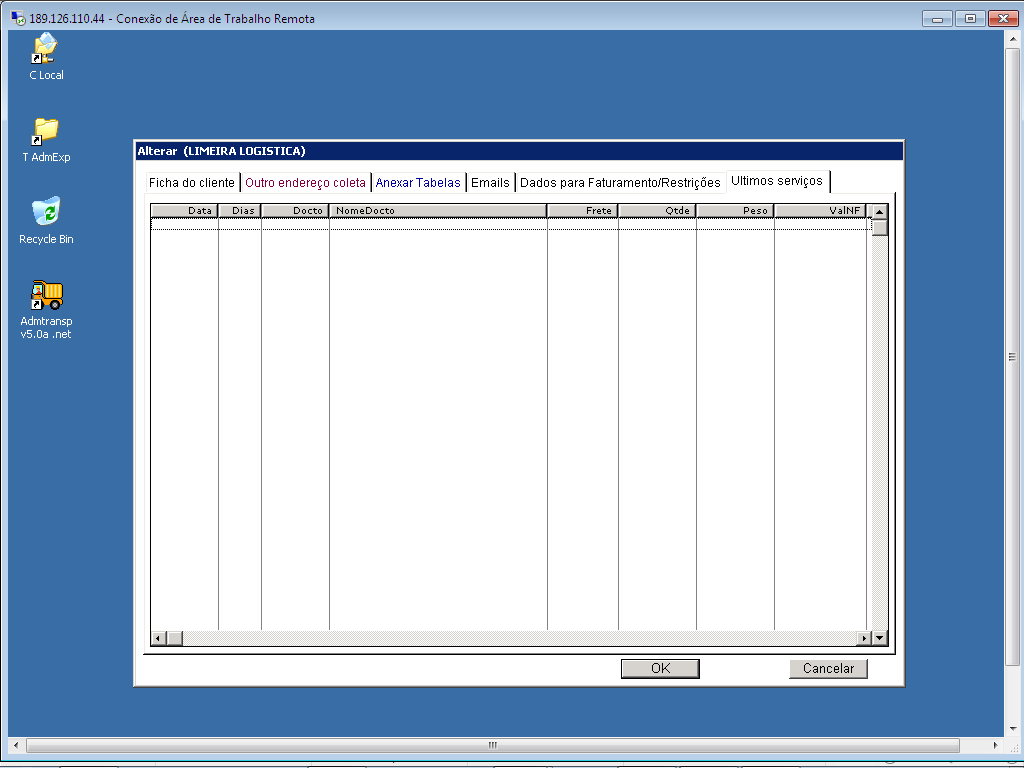 189.126.110.44 - Conexão de Área de Trabalho Remota
C Local
T AdmExp
Recycle Bin
Admtransp
v5.0a .net
Alterar (LIMEIRA LOGISTICA)
Ficha do cliente Outro endereço coleta Anexar Tabelas Emails Dados para Faturamento/Restrições Ultimos serviços
Data Dias Docto NomeDocto Frete Qtde Peso ValNF
OK Cancelar